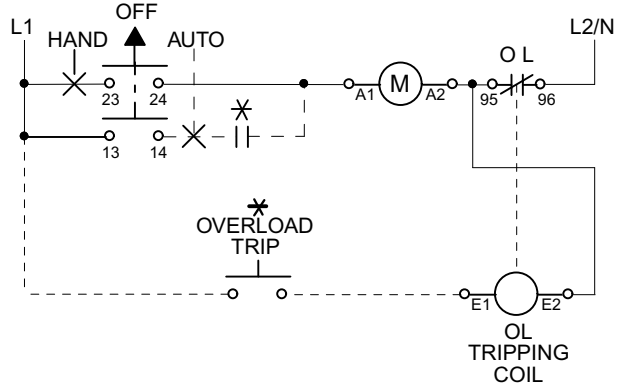 OFF
L1
L2/N
HAND
AUTO
O L
23
24
A1
M
A2
95
96
13
14
OVERLOAD
TRIP
E1
E2
OL
TRIPPING
COIL